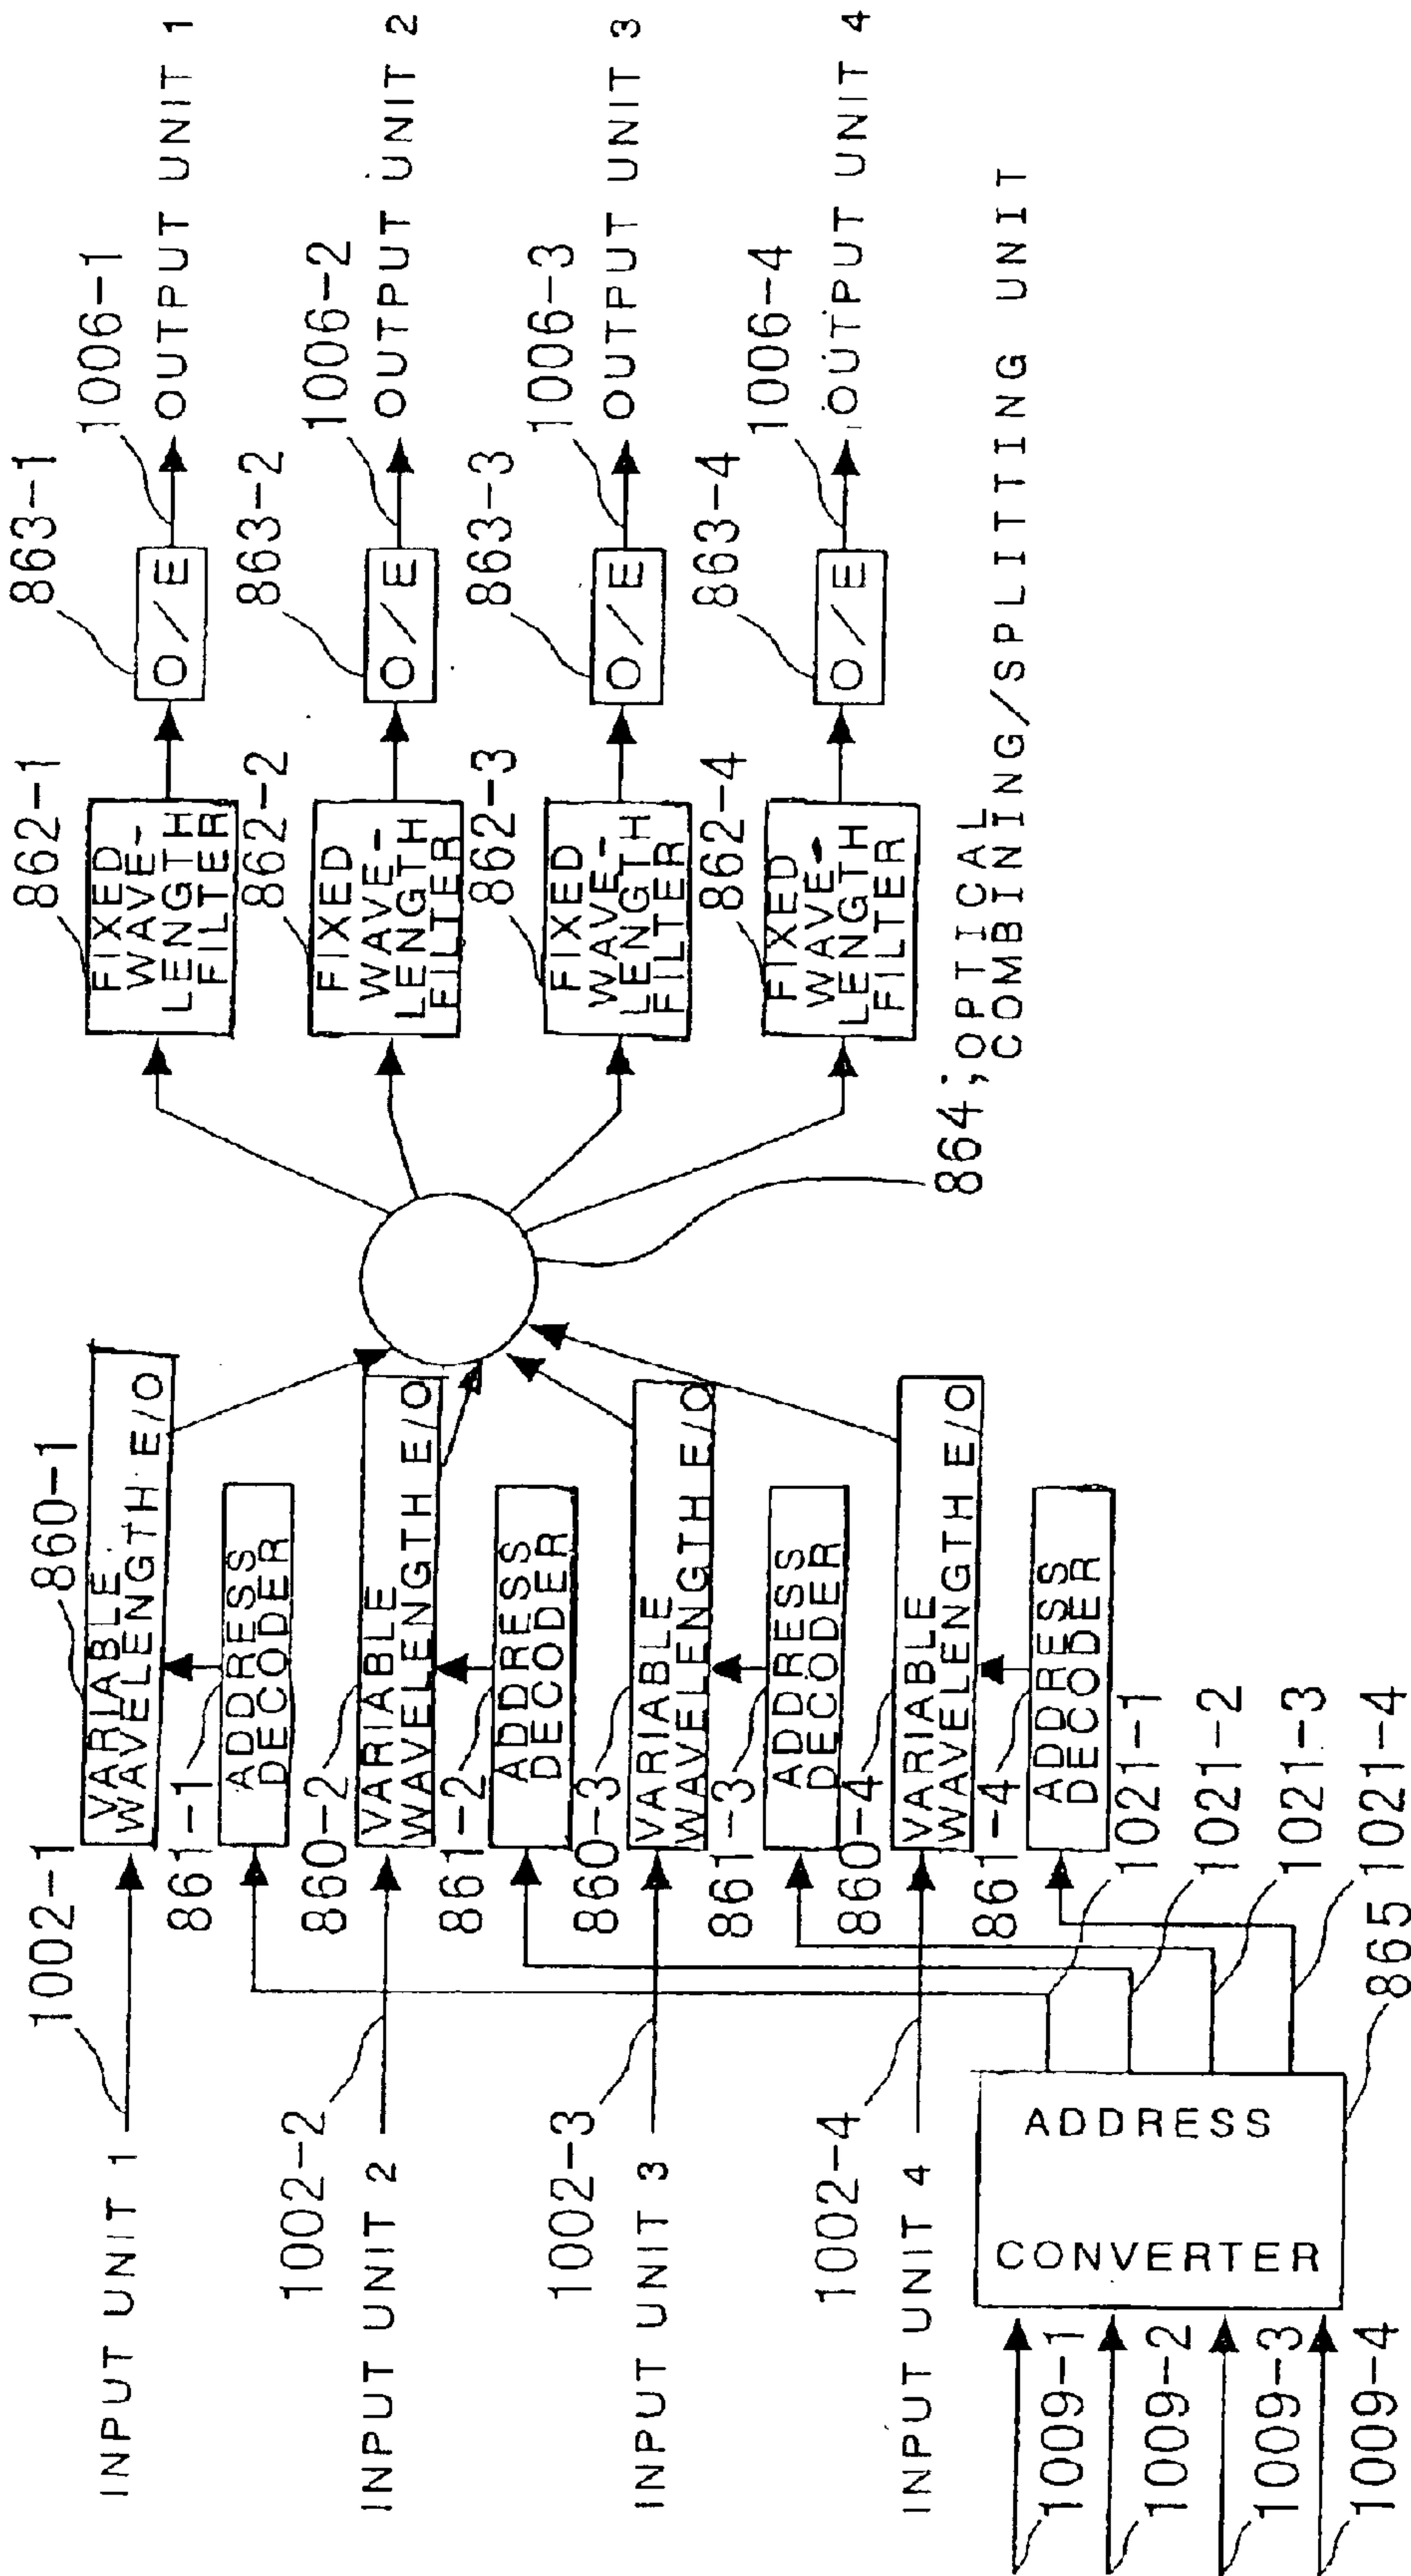 INPUT UNIT 1
1002-1
860-1
VARIABLE
WAVELENGTH E/O
861-1
ADDRESS
DECODER
INPUT UNIT 2
1002-2
860-2
VARIABLE
WAVELENGTH E/O
861-2
ADDRESS
DECODER
INPUT UNIT 3
1002-3
860-3
VARIABLE
WAVELENGTH E/O
861-3
ADDRESS
DECODER
INPUT UNIT 4
1002-4
860-4
VARIABLE
WAVELENGTH E/O
861-4
ADDRESS
DECODER
1009-1
1009-2
1009-3
1009-4
ADDRESS
CONVERTER
1021-1
1021-2
1021-3
1021-4
865
864;OPTICAL
COMBINING/SPLITTING UNIT
862-1
FIXED
WAVE-
LENGTH
FILTER
863-1
O/E
1006-1
OUTPUT UNIT 1
862-2
FIXED
WAVE-
LENGTH
FILTER
863-2
O/E
1006-2
OUTPUT UNIT 2
862-3
FIXED
WAVE-
LENGTH
FILTER
863-3
O/E
1006-3
OUTPUT UNIT 3
862-4
FIXED
WAVE-
LENGTH
FILTER
863-4
O/E
1006-4
OUTPUT UNIT 4